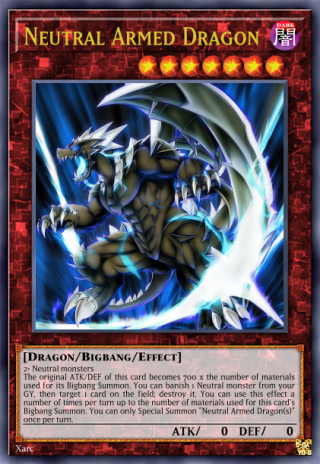 Neutral Armed Dragon
DARK
闇
[Dragon/Bigbang/Effect]
2+ Neutral monsters
The original ATK/DEF of this card becomes 700 x the number of materials
used for its Bigbang Summon. You can banish 1 Neutral monster from your
GY, then target 1 card on the field; destroy it. You can use this effect a
number of times per turn up to the number of materials used for this card's
Bigbang Summon. You can only Special Summon "Neutral Armed Dragon(s)"
once per turn.
ATK/ 0 DEF/ 0
Xarc